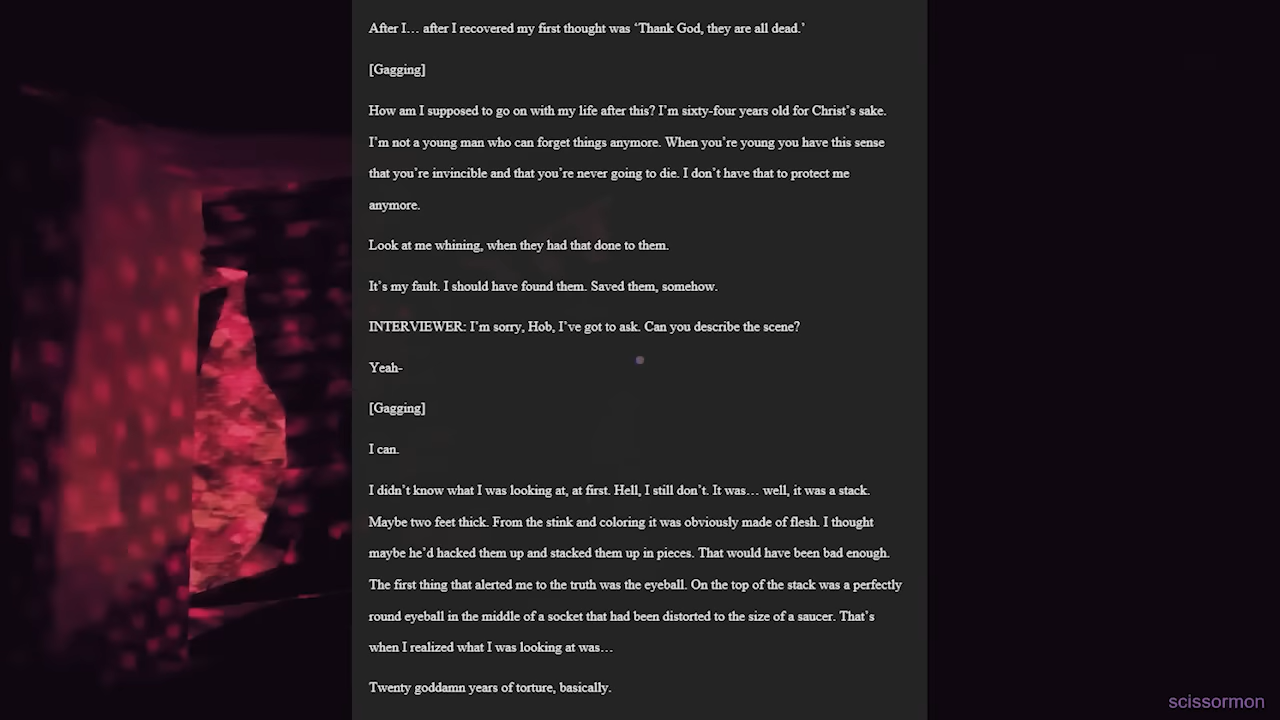 After I… after I recovered my first thought was ‘Thank God, they are all dead.’
[Gagging]
How am I supposed to go on with my life after this? I’m sixty-four years old for Christ’s sake.
I’m not a young man who can forget things anymore. When you’re young you have this sense
that you’re invincible and that you’re never going to die. I don’t have that to protect me
anymore.
Look at me whining, when they had that done to them.
It’s my fault. I should have found them. Saved them, somehow.
INTERVIEWER: I’m sorry, Hob, I’ve got to ask. Can you describe the scene?
Yeah-
[Gagging]
I can.
I didn’t know what I was looking at, at first. Hell, I still don’t. It was… well, it was a stack.
Maybe two feet thick. From the stink and coloring it was obviously made of flesh. I thought
maybe he’d hacked them up and stacked them up in pieces. That would have been bad enough.
The first thing that alerted me to the truth was the eyeball. On the top of the stack was a perfectly
round eyeball in the middle of a socket that had been distorted to the size of a saucer. That’s
when I realized what I was looking at was…
Twenty goddamn years of torture, basically.
scissormon